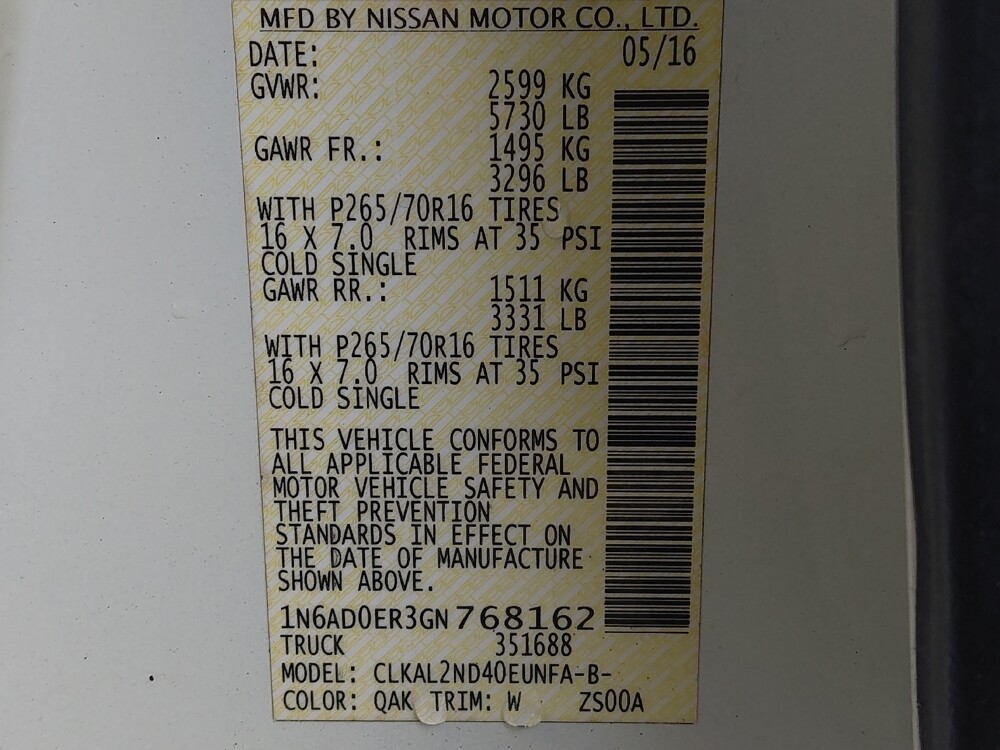 MFD BY NISSAN MOTOR CO., LTD.
DATE: 05/16
GVWR: 2599 KG
5730 LB
GAWR FR.: 1495 KG
3296 LB
WITH P265/70R16 TIRES
16 X 7.0 RIMS AT 35 PSI
COLD SINGLE
GAWR RR.: 1511 KG
3331 LB
WITH P265/70R16 TIRES
16 X 7.0 RIMS AT 35 PSI
COLD SINGLE
THIS VEHICLE CONFORMS TO
ALL APPLICABLE FEDERAL
MOTOR VEHICLE SAFETY AND
THEFT PREVENTION
STANDARDS IN EFFECT ON
THE DATE OF MANUFACTURE
SHOWN ABOVE.
1N6AD0ER3GN768162
TRUCK 351688
MODEL: CLKAL2ND40EUNFA-B-
COLOR: QAK TRIM: W ZS00A